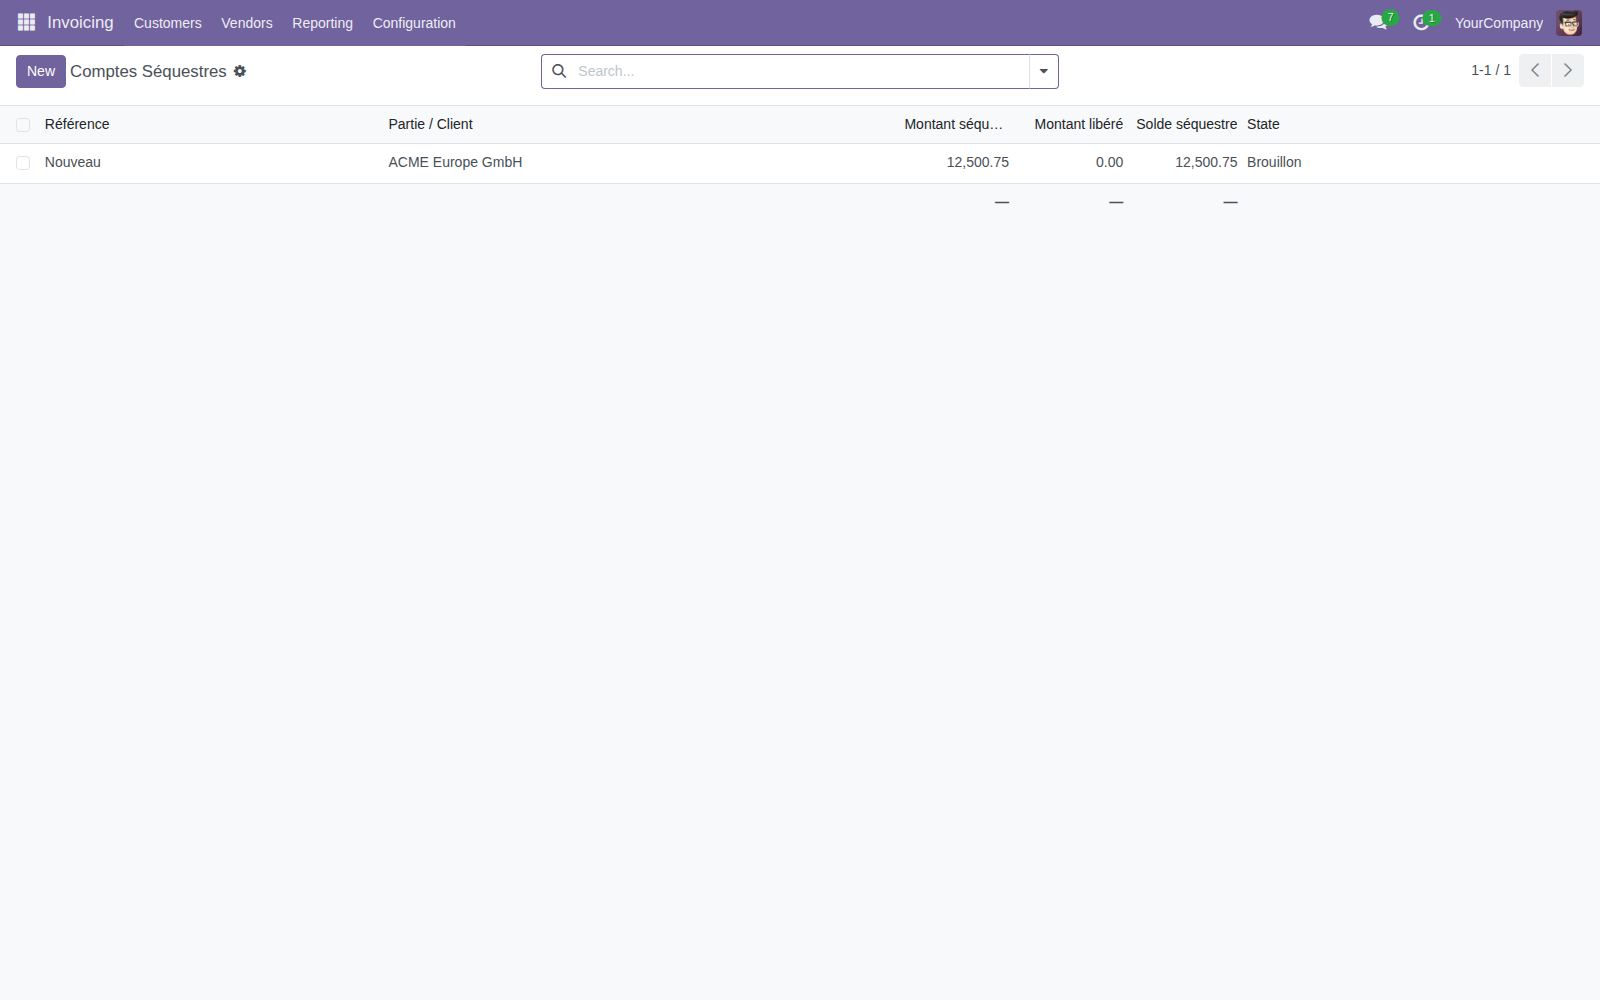 Invoicing Customers Vendors Reporting Configuration 7 1 YourCompany
New Comptes Séquestres Search... 1-1 / 1
Référence Partie / Client Montant séqu... Montant libéré Solde séquestre State
Nouveau ACME Europe GmbH 12,500.75 0.00 12,500.75 Brouillon
— — —